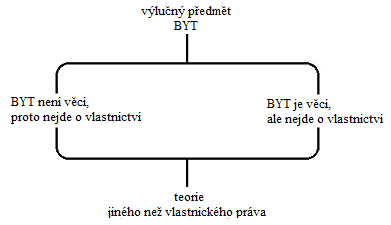 výlučný předmět
BYT
BYT není věcí,
proto nejde o vlastnictví
BYT je věcí,
ale nejde o vlastnictví
teorie
jiného než vlastnického práva